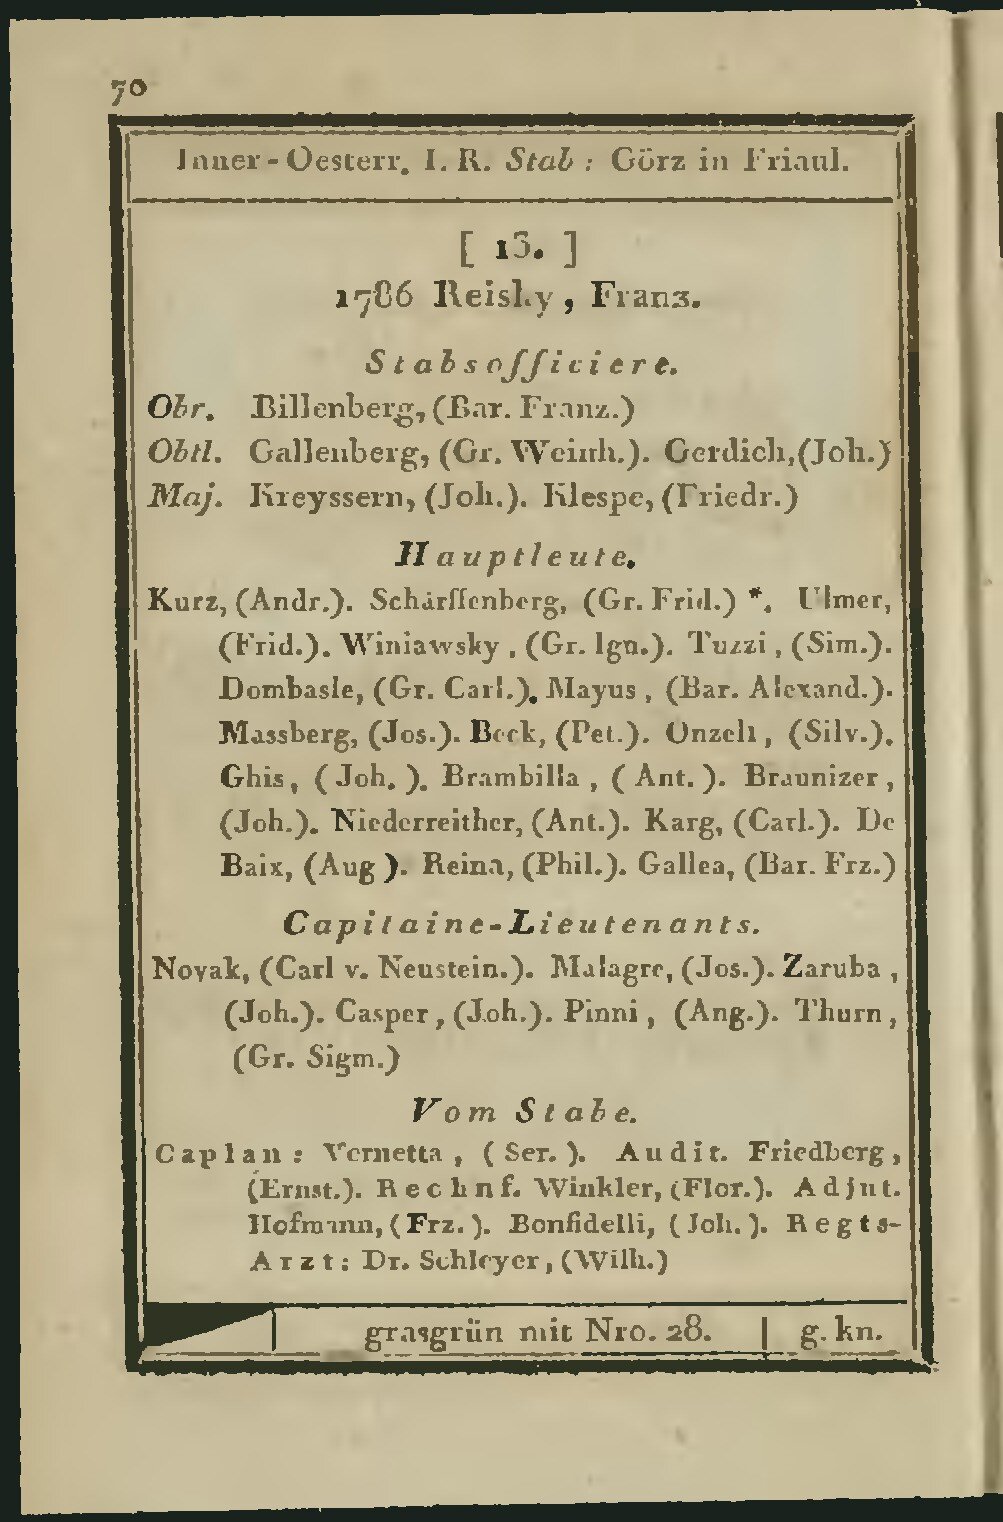 70
Inner-Oesterr. I. R. Stab: Görz in Friaul.
[ 13. ]
1786 Reisky, Franz.
Stabsofficiere.
Obr. Billenberg, (Bar. Franz.)
Obtl. Gallenberg, (Gr. Weinh.). Gerdich, (Joh.)
Maj. Kreyssern, (Joh.). Klespe, (Friedr.)
Hauptleute.
Kurz, (Andr.). Schärffenberg, (Gr. Frid.) *. Ulmer,
(Frid.). Winiawsky, (Gr. Ign.). Tuzzi, (Sim.).
Dombasle, (Gr. Carl.). Mayus, (Bar. Alexand.).
Massberg, (Jos.). Beck, (Pet.). Onzeli, (Silv.).
Ghis, (Joh.). Brambilla, (Ant.). Braunizer,
(Joh.). Niederreither, (Ant.). Karg, (Carl.). De
Baix, (Aug). Reina, (Phil.). Gallea, (Bar. Frz.)
Capitaine-Lieutenants.
Novak, (Carl v. Neustein.). Malagre, (Jos.). Zaruba,
(Joh.). Casper, (Joh.). Pinni, (Ang.). Thurn,
(Gr. Sigm.)
Vom Stabe.
Caplan: Vernetta, (Ser.). Audit. Friedberg,
(Ernst.). Rechnf. Winkler, (Flor.). Adjut.
Hofmann, (Frz.). Bonfidelli, (Joh.). Regts-
Arzt: Dr. Schleyer, (Wilh.)
grasgrün mit Nro. 28. | g. kn.